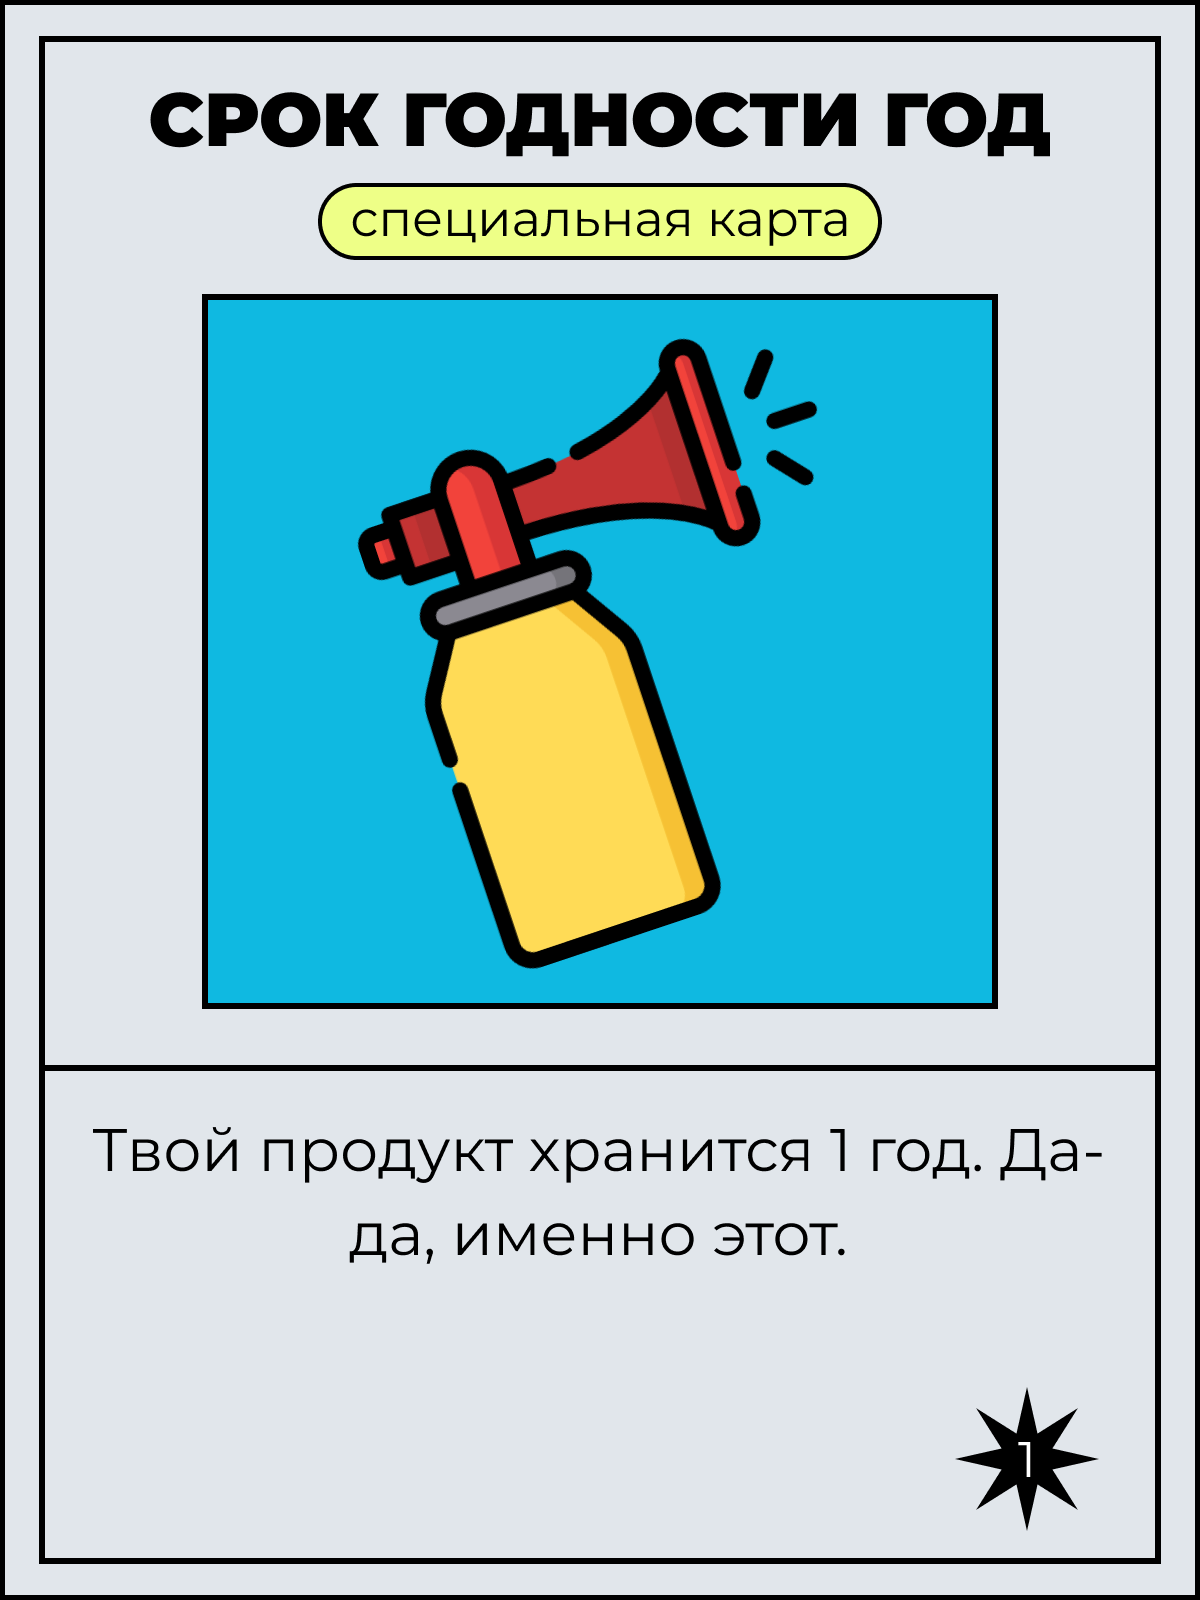 СРОК ГОДНОСТИ ГОД
специальная карта
Твой продукт хранится 1 год. Да-
да, именно этот.
1